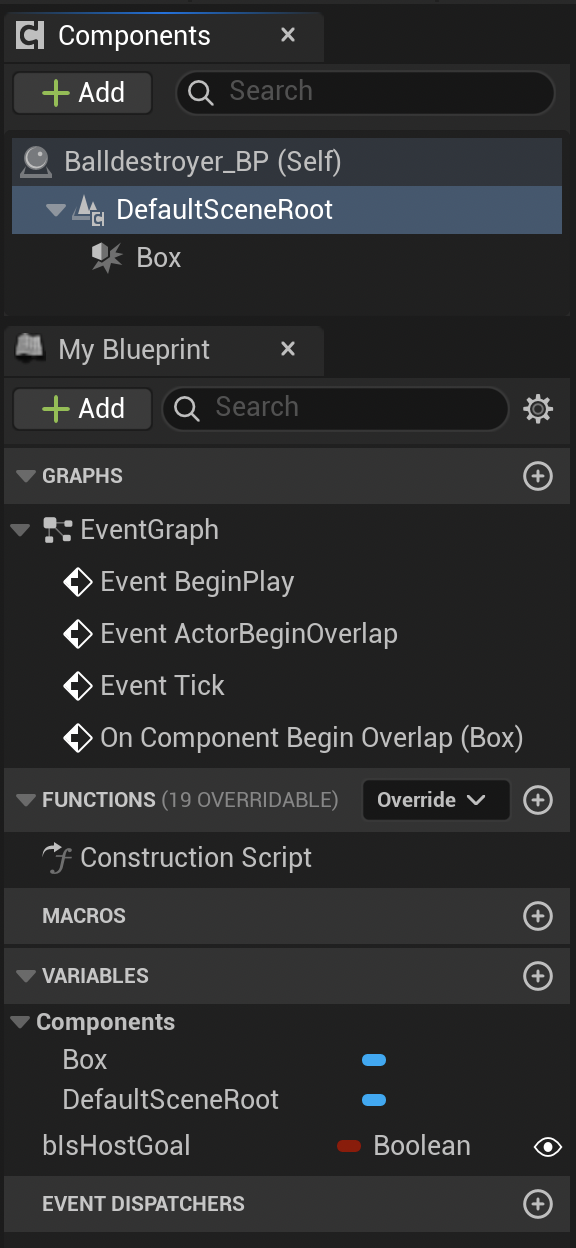 Components
Add
Search
Balldestroyer_BP (Self)
DefaultSceneRoot
Box
My Blueprint
Add
Search
GRAPHS
EventGraph
Event BeginPlay
Event ActorBeginOverlap
Event Tick
On Component Begin Overlap (Box)
FUNCTIONS (19 OVERRIDABLE) Override
Construction Script
MACROS
VARIABLES
Components
Box
DefaultSceneRoot
bIsHostGoal Boolean
EVENT DISPATCHERS